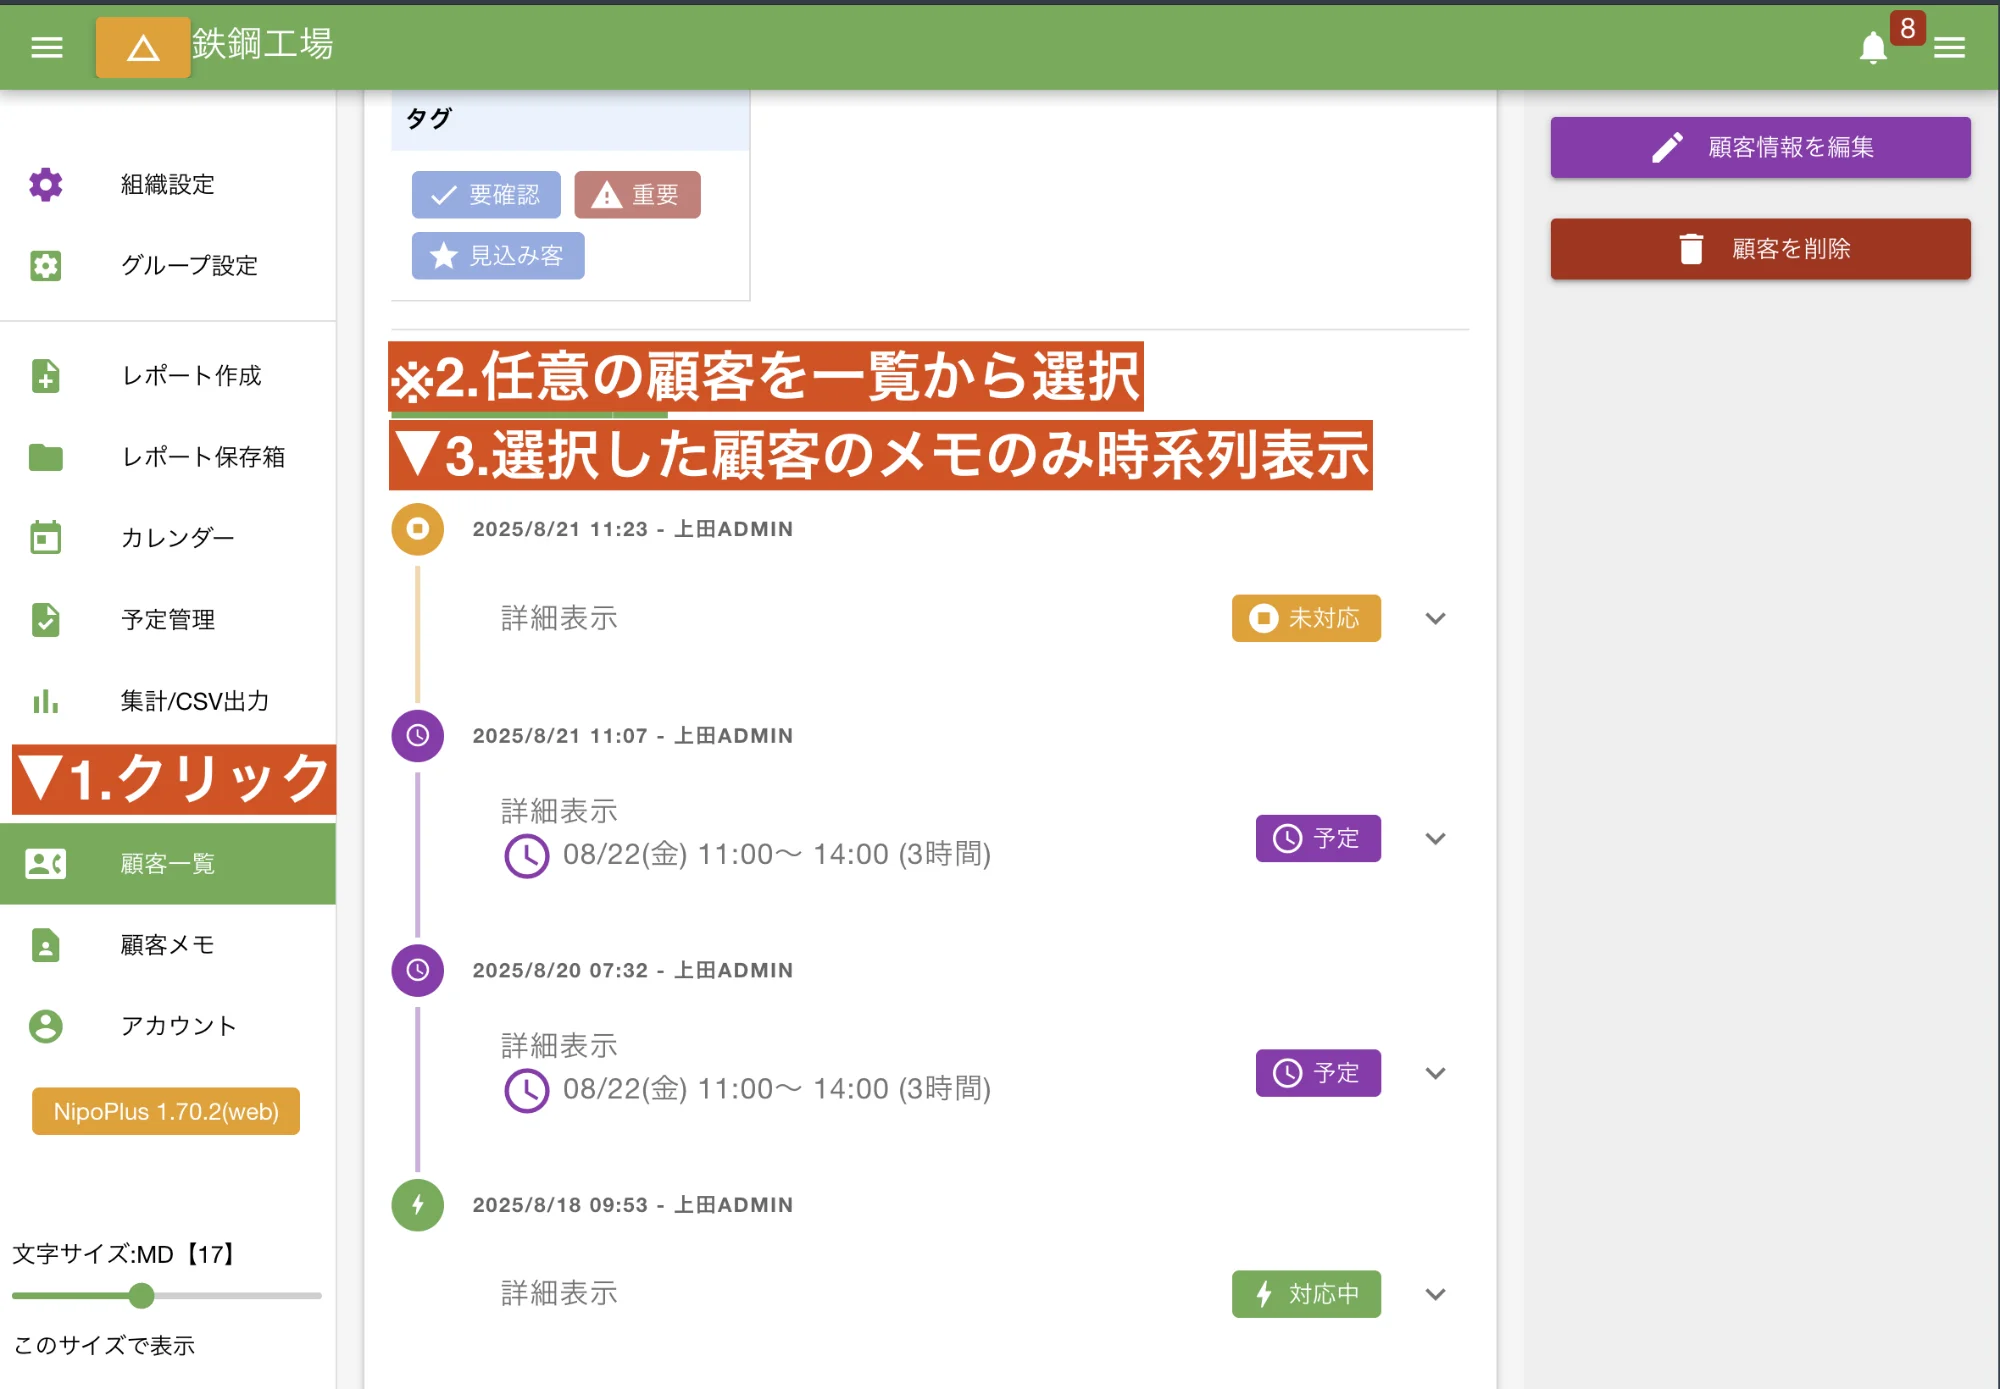 鉄鋼工場
8
組織設定
グループ設定
レポート作成
レポート保存箱
カレンダー
予定管理
集計/CSV出力
▼1.クリック
顧客一覧
顧客メモ
アカウント
NipoPlus 1.70.2(web)
文字サイズ:MD【17】
このサイズで表示
タグ
要確認
重要
見込み客
※2.任意の顧客を一覧から選択
▼3.選択した顧客のメモのみ時系列表示
2025/8/21 11:23 - 上田ADMIN
詳細表示
未対応
2025/8/21 11:07 - 上田ADMIN
詳細表示
08/22(金) 11:00〜 14:00 (3時間)
予定
2025/8/20 07:32 - 上田ADMIN
詳細表示
08/22(金) 11:00〜 14:00 (3時間)
予定
2025/8/18 09:53 - 上田ADMIN
詳細表示
対応中
顧客情報を編集
顧客を削除